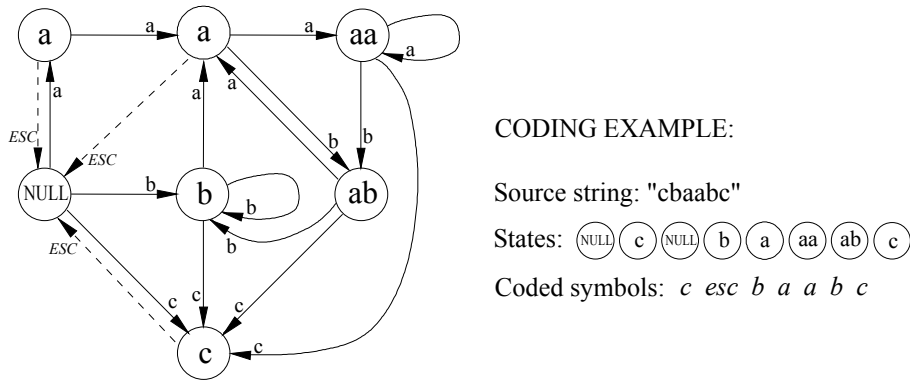 a a aa
a a a
a a a
ESC ESC b b
NULL b b ab
b b
ESC c c c
c c
CODING EXAMPLE:
Source string: "cbaabc"
States: NULL c NULL b a aa ab c
Coded symbols: c esc b a a b c